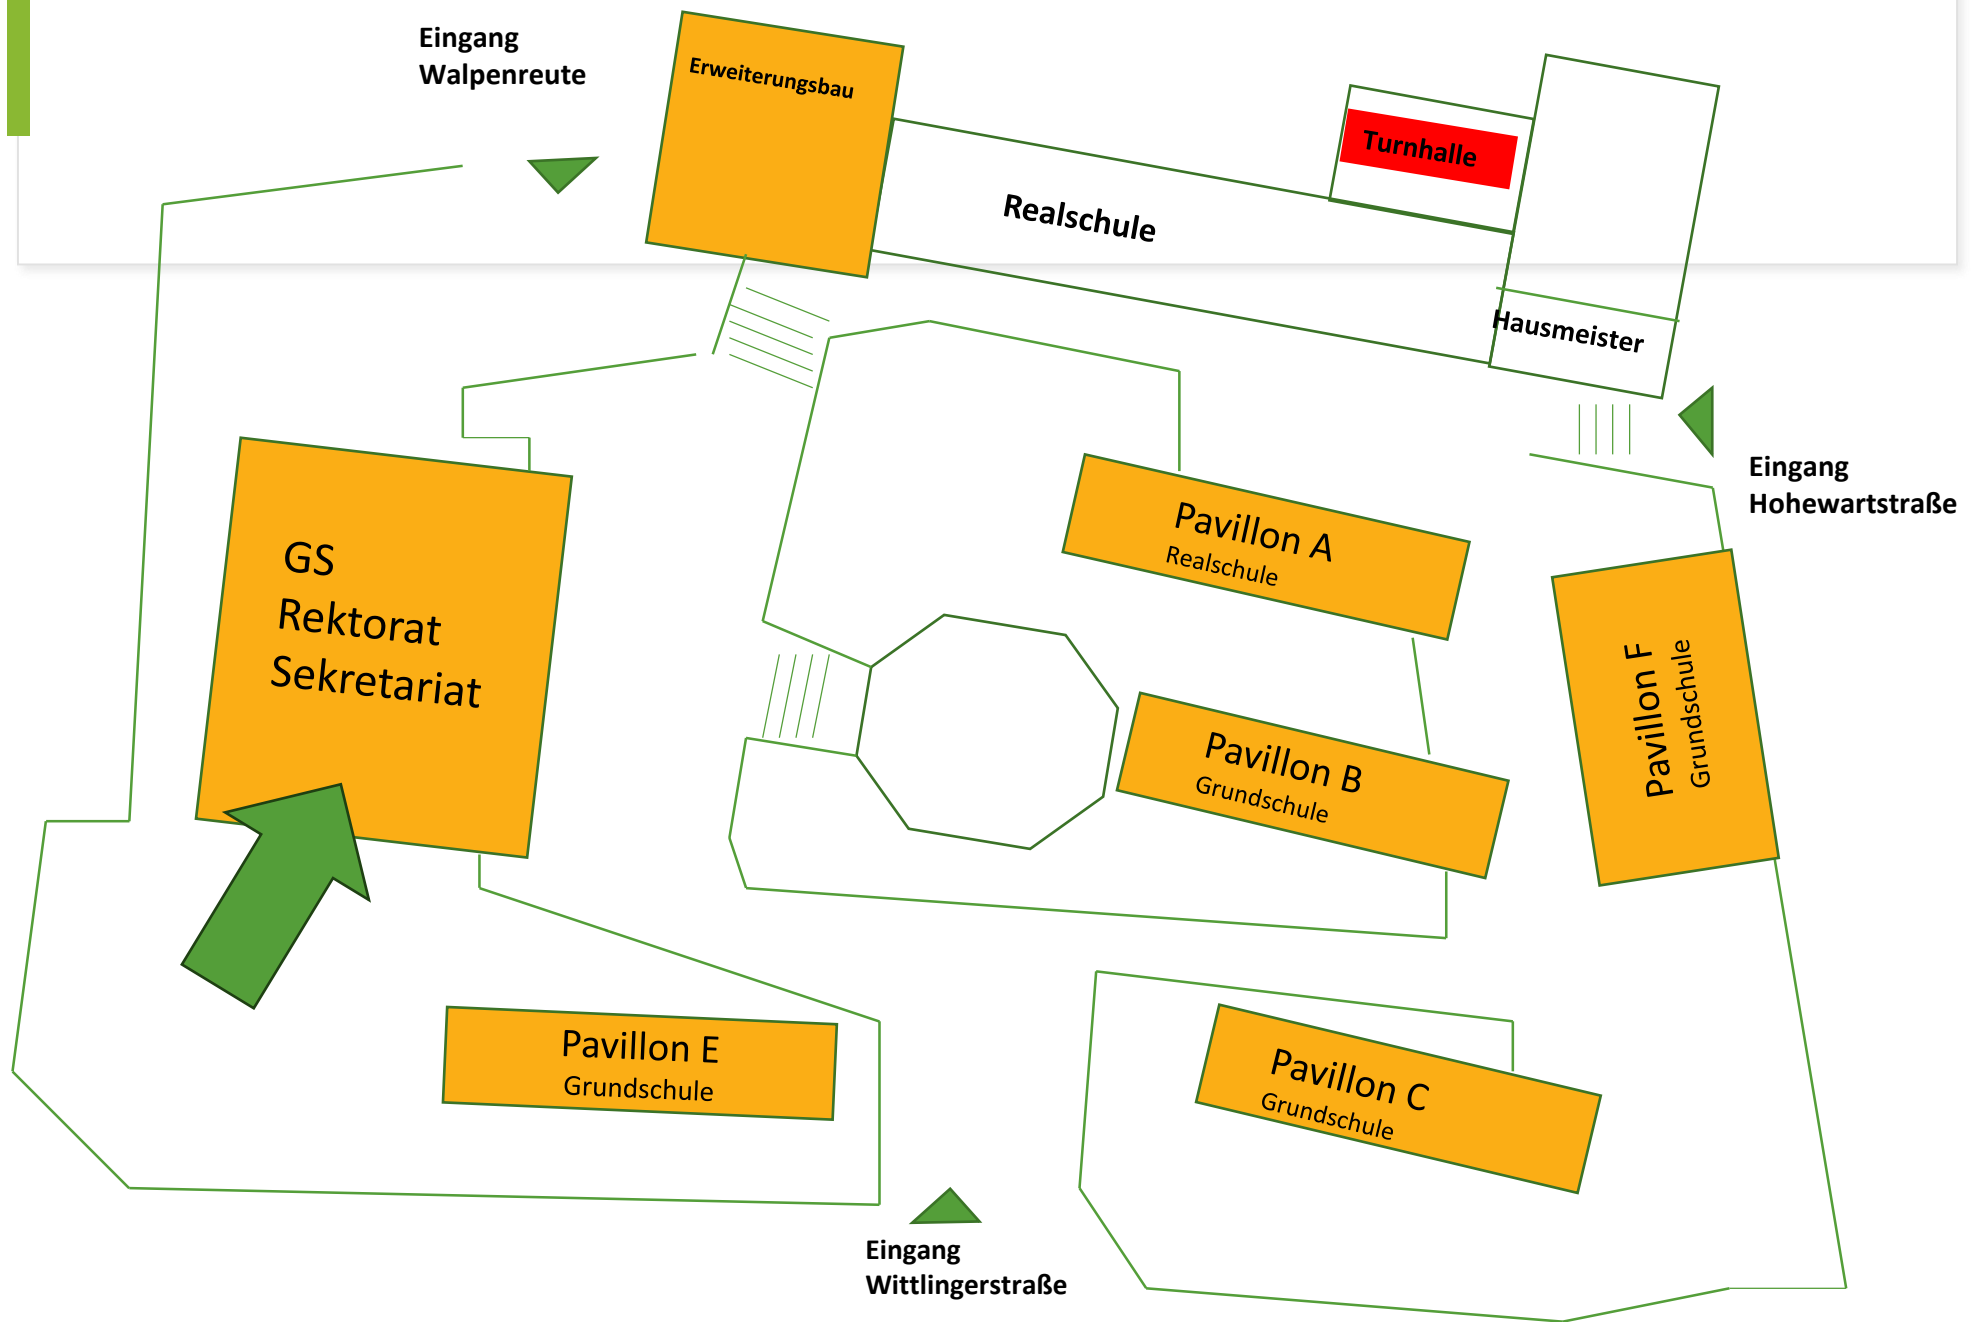 Eingang
Walpenreute
Erweiterungsbau
Turnhalle
Realschule
Hausmeister
Eingang
Hohewartstraße
GS
Rektorat
Sekretariat
Pavillon A
Realschule
Pavillon B
Grundschule
Pavillon F
Grundschule
Pavillon E
Grundschule
Pavillon C
Grundschule
Eingang
Wittlingerstraße